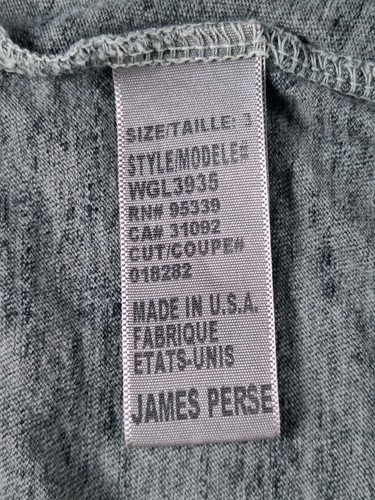 SIZE/TAILLE: 3
STYLE/MODELE#
WGL3935
RN# 95339
CA# 31092
CUT/COUPE#
018282
MADE IN U.S.A.
FABRIQUE
ETATS-UNIS
JAMES PERSE